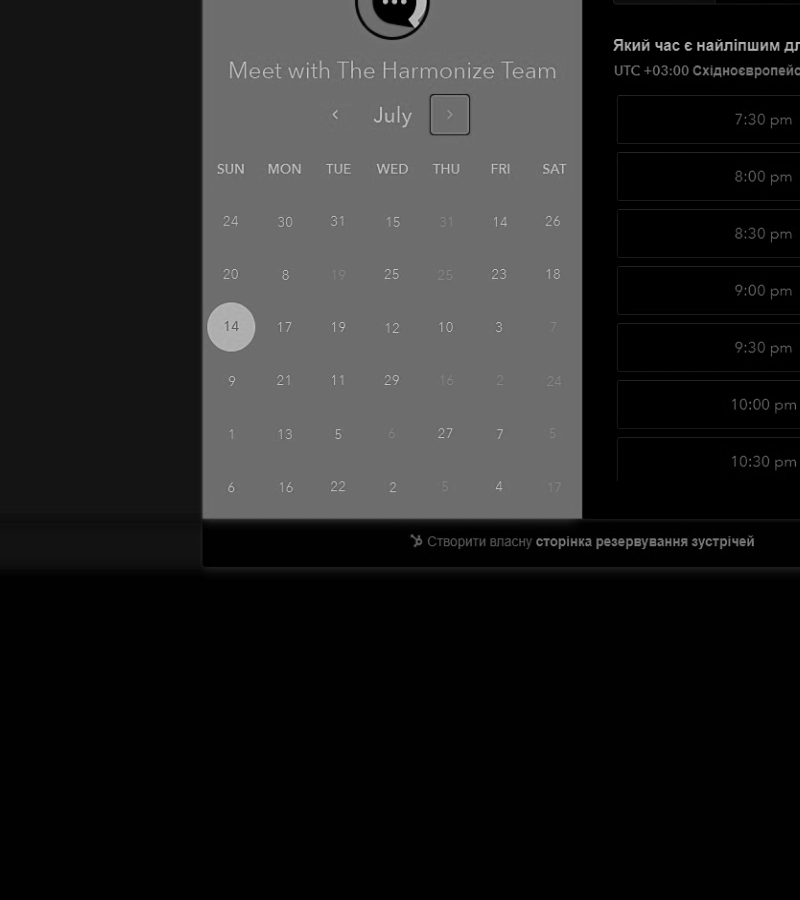 Meet with The Harmonize Team
July
SUN MON TUE WED THU FRI SAT
24 30 31 15 31 14 26
20 8 19 25 25 23 18
14 17 19 12 10 3 7
9 21 11 29 16 2 24
1 13 5 6 27 7 5
6 16 22 2 5 4 17
Який час є найліпшим
UTC +03:00
7:30 pm
8:00 pm
8:30 pm
9:00 pm
9:30 pm
10:00 pm
10:30 pm
Створити власну сторінка резервування зустрічей